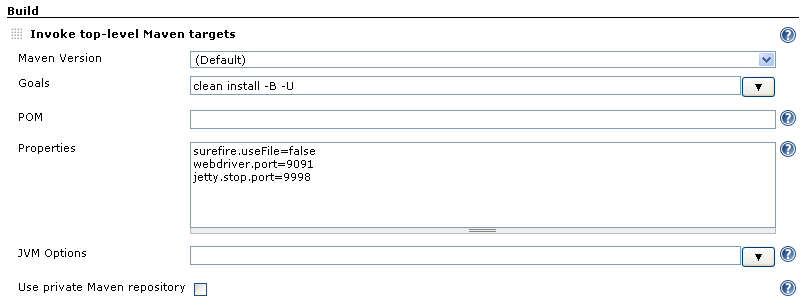 Build
Invoke top-level Maven targets
Maven Version
(Default)
Goals
clean install -B -U
POM
Properties
surefire.useFile=false
webdriver.port=9091
jetty.stop.port=9998
JVM Options
Use private Maven repository